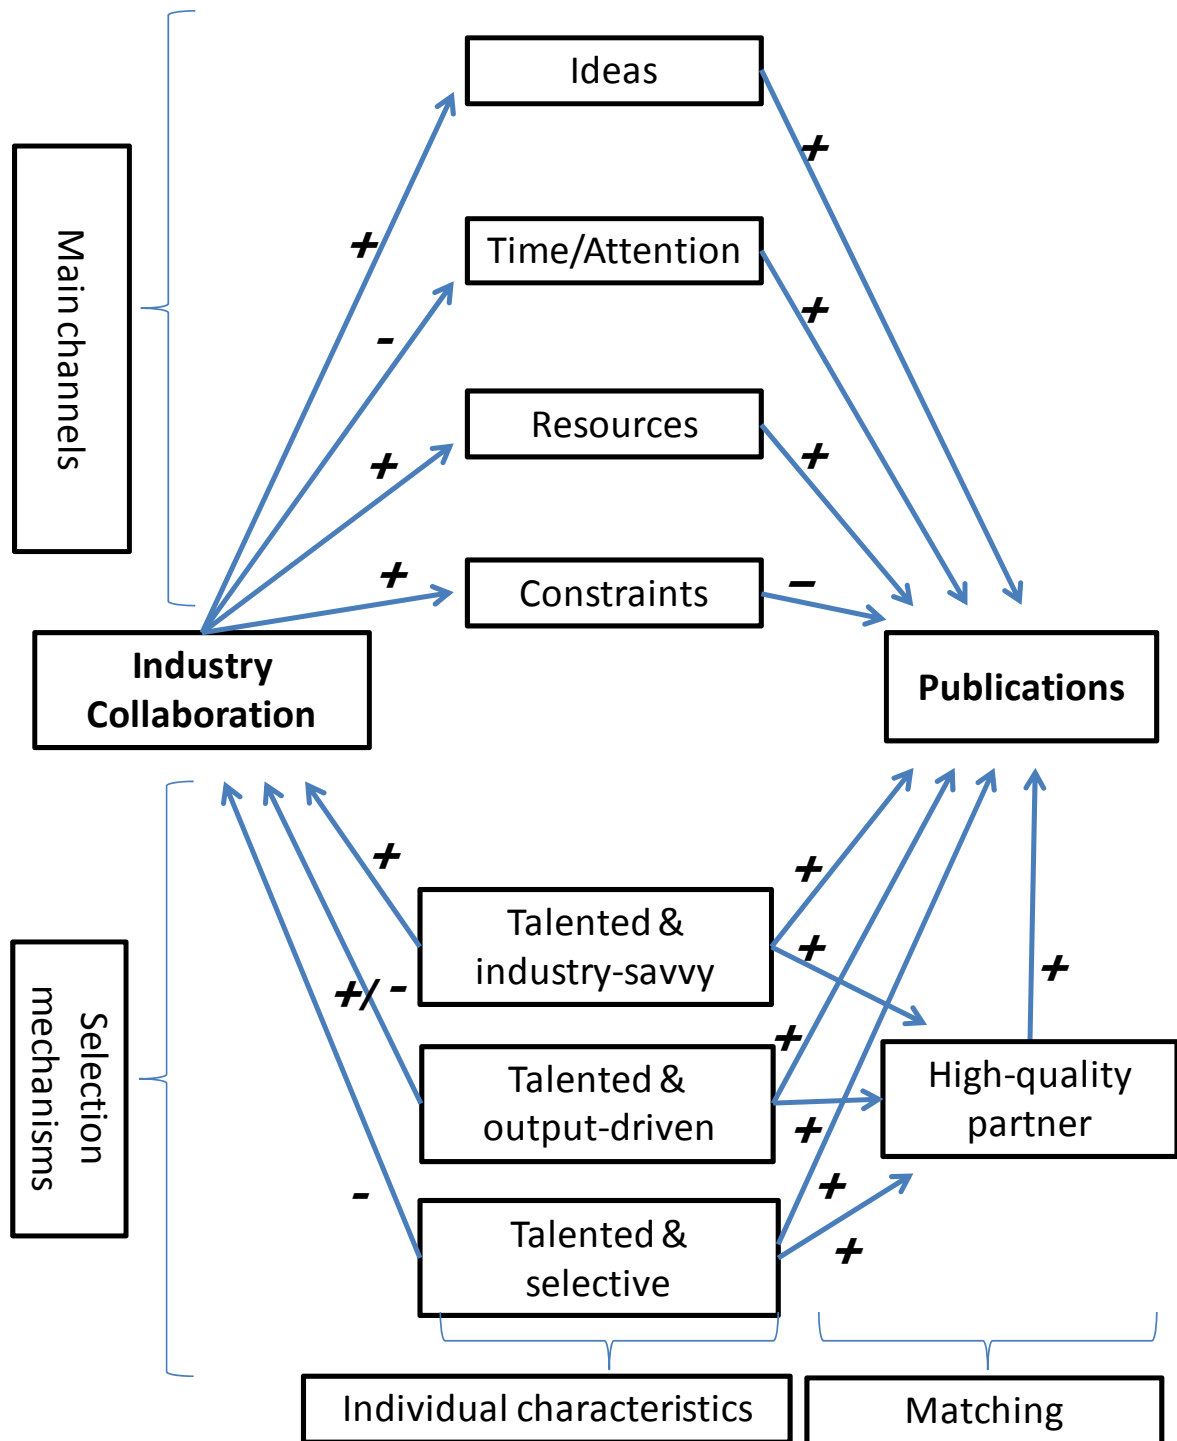 Ideas
+
Main channels
+
Time/Attention
+
-
Resources
+
+
Constraints
+
–
Industry
Collaboration
Publications
+
Talented &
industry-savvy
+
+
+/-
+
Selection
mechanisms
Talented &
output-driven
+
+
High-quality
partner
-
Talented &
selective
+
+
Individual characteristics
Matching